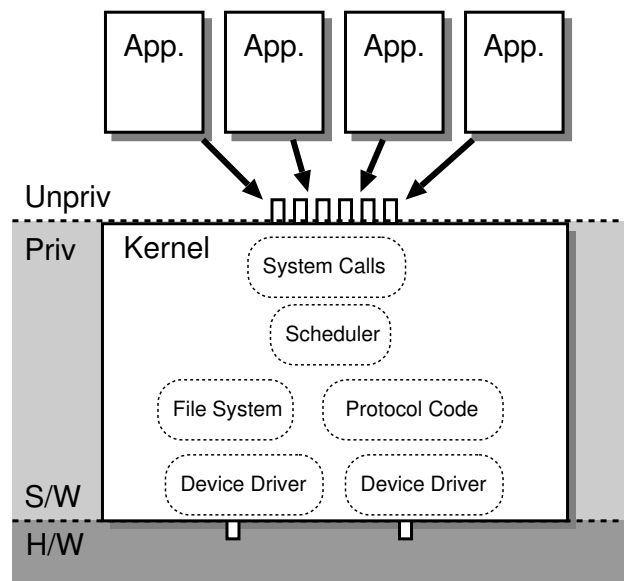 App. App. App. App.
Unpriv
Priv
Kernel
System Calls
Scheduler
File System
Protocol Code
Device Driver
Device Driver
S/W
H/W